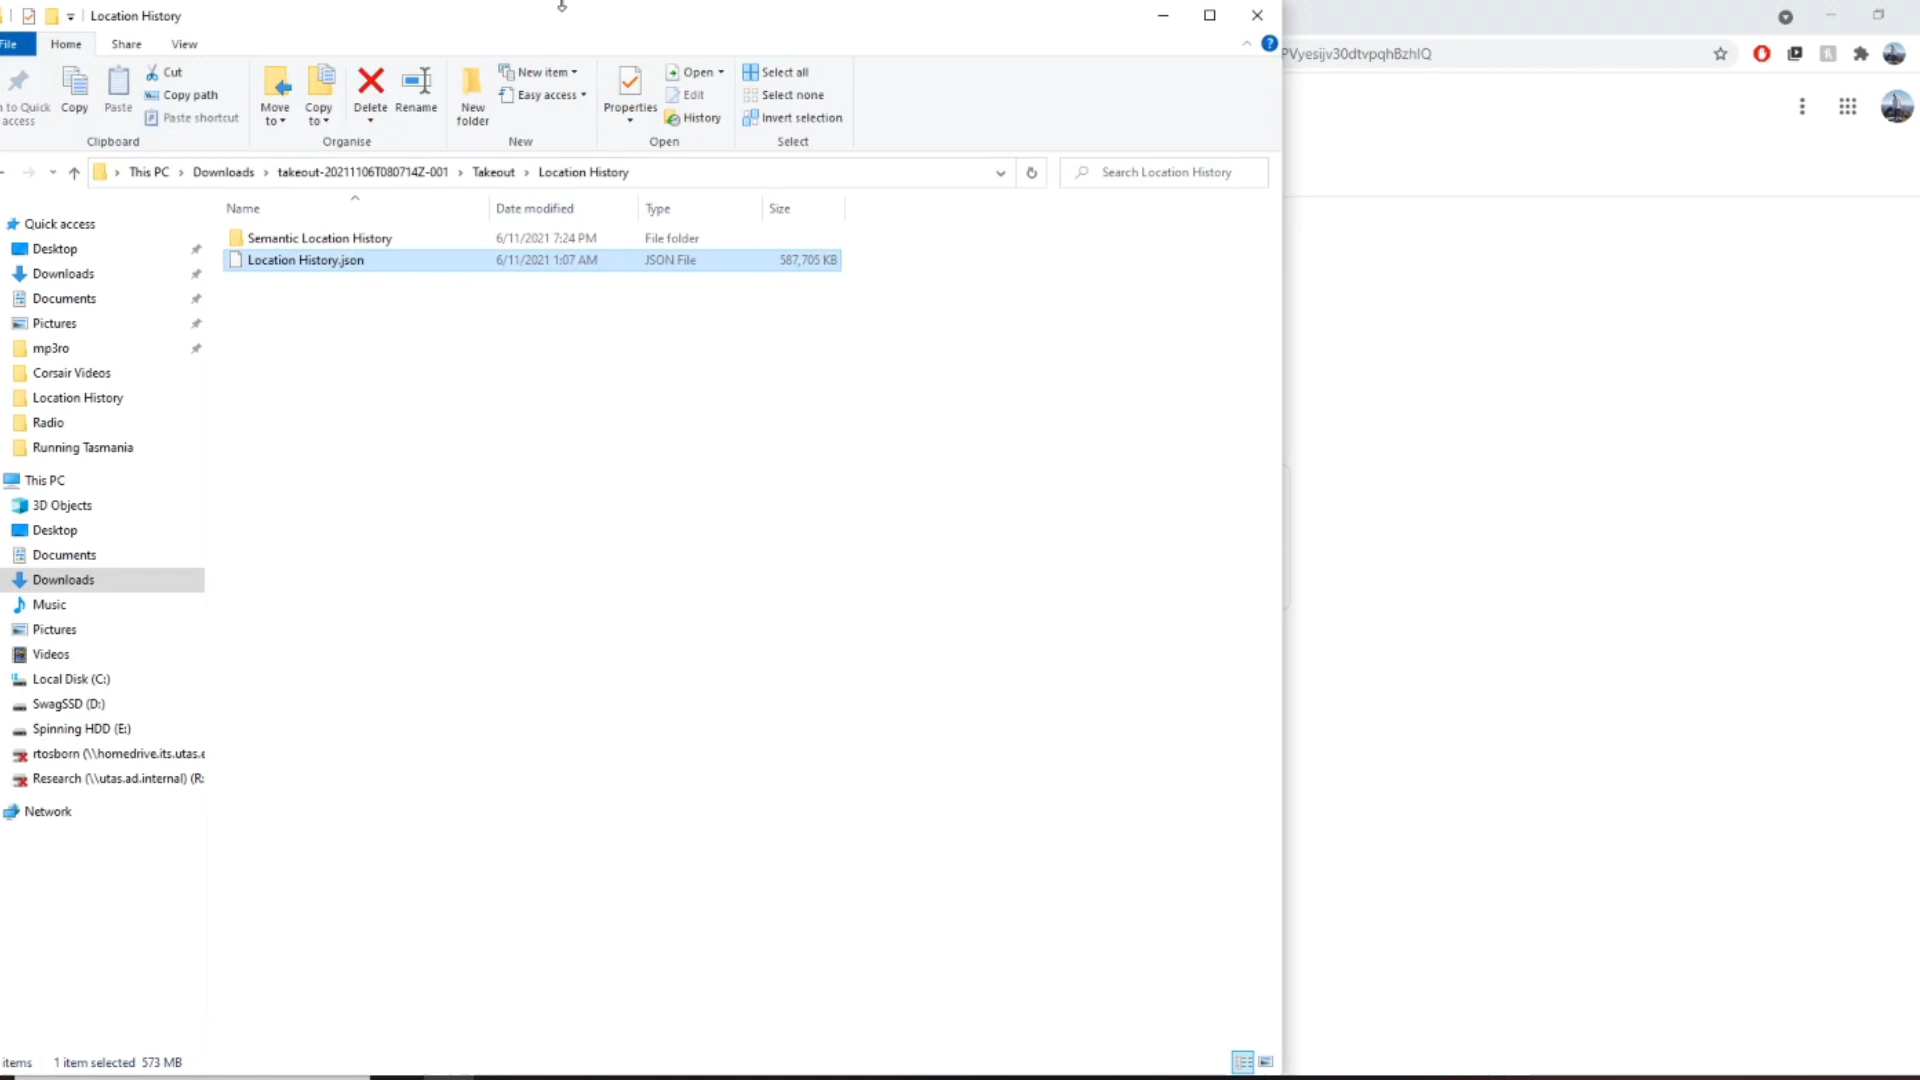 Location History
File
Home
Share
View
PVyesijv30dtvpqhBzhIQ
to Quick
access
Copy
Paste
Cut
Copy path
Paste shortcut
Move
to
Copy
to
Delete
Rename
New
folder
New item
Easy access
Properties
Open
Edit
History
Select all
Select none
Invert selection
Clipboard
Organise
New
Open
Select
This PC > Downloads > takeout-20211106T080714Z-001 > Takeout > Location History
Search Location History
Name
Date modified
Type
Size
Semantic Location History
6/11/2021 7:24 PM
File folder
Location History.json
6/11/2021 1:07 AM
JSON File
587,705 KB
Quick access
Desktop
Downloads
Documents
Pictures
mp3ro
Corsair Videos
Location History
Radio
Running Tasmania
This PC
3D Objects
Desktop
Documents
Downloads
Music
Pictures
Videos
Local Disk (C:)
SwagSSD (D:)
Spinning HDD (E:)
rtosborn (\\homedrive.its.utas.e
Research (\\utas.ad.internal) (R:
Network
items
1 item selected 573 MB